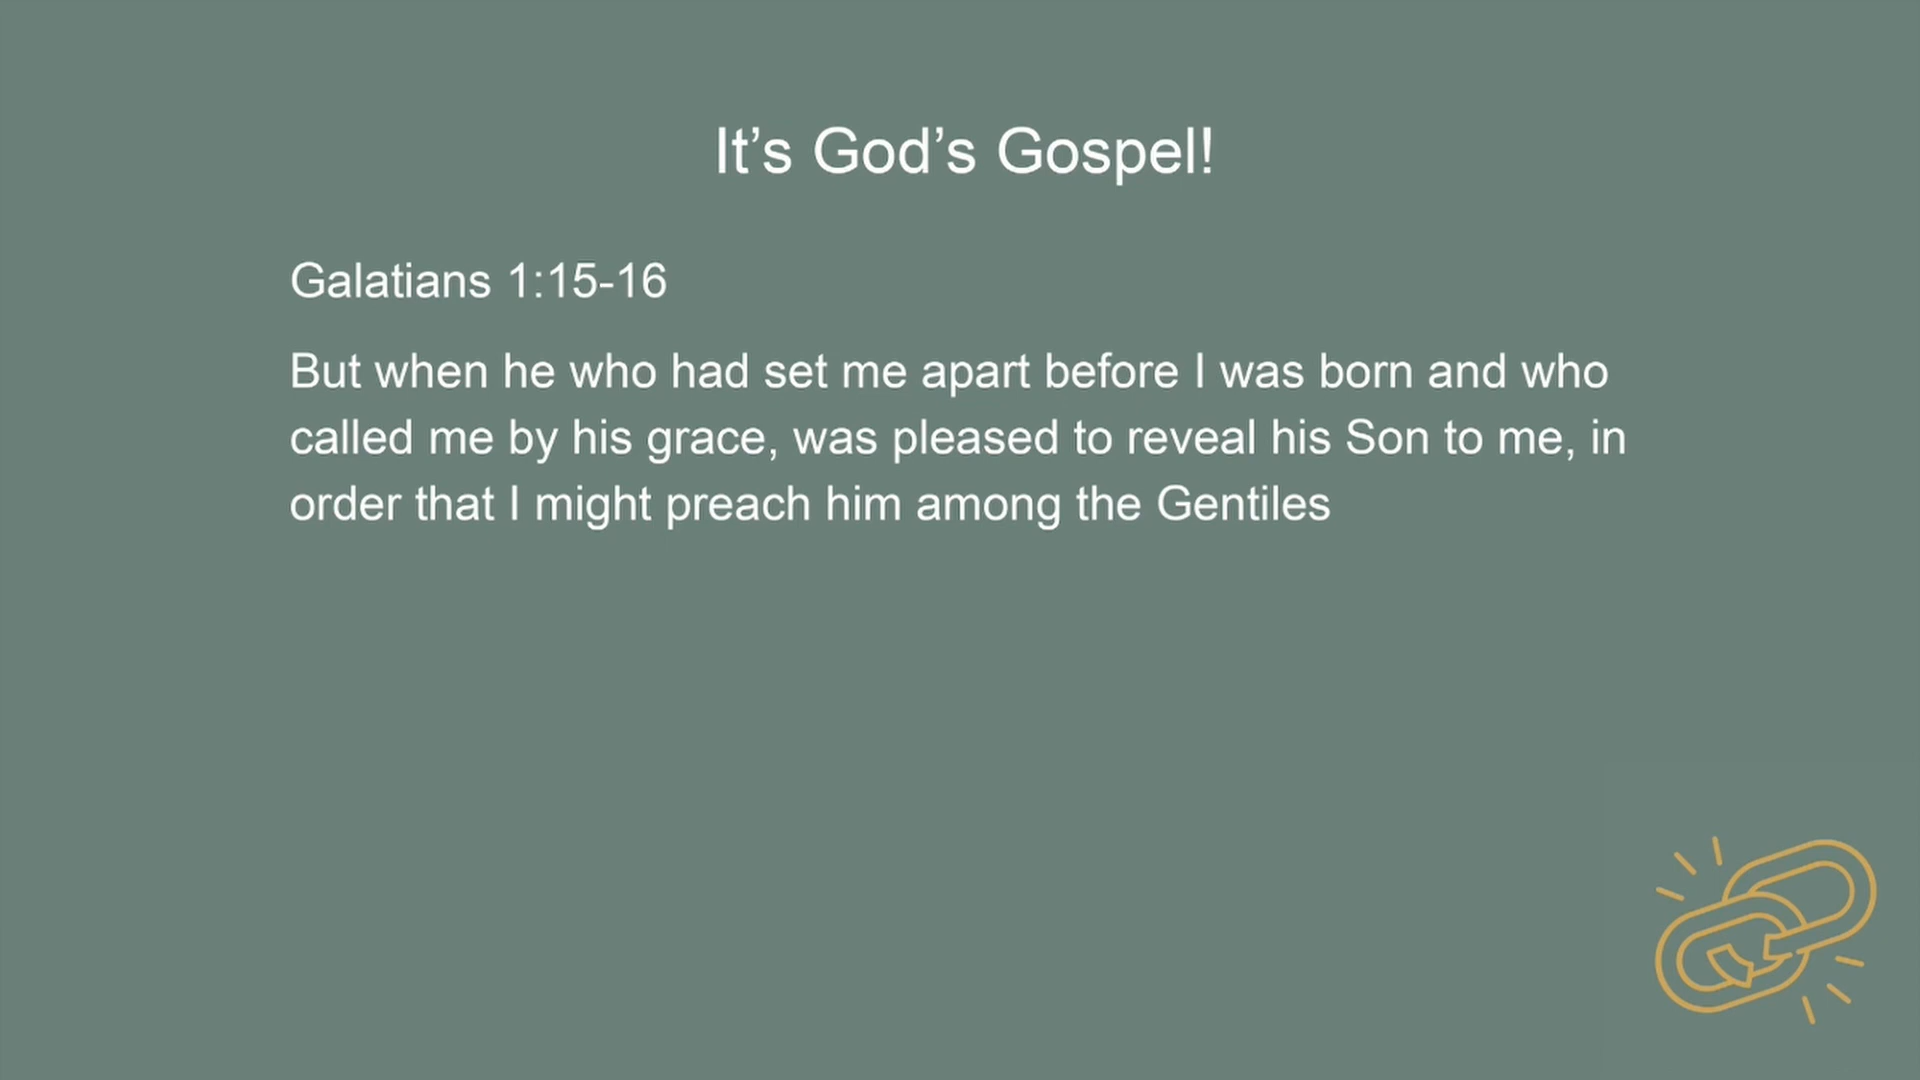 It’s God’s Gospel!
Galatians 1:15-16
But when he who had set me apart before I was born and who
called me by his grace, was pleased to reveal his Son to me, in
order that I might preach him among the Gentiles